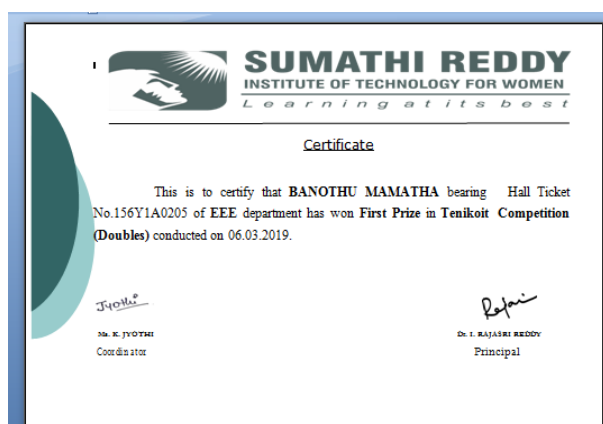 SUMATHI REDDY
INSTITUTE OF TECHNOLOGY FOR WOMEN
Learning at its best
Certificate
This is to certify that BANOTHU MAMATHA bearing Hall Ticket
No.156Y1A0205 of EEE department has won First Prize in Tenikoit Competition
(Doubles) conducted on 06.03.2019.
Jyothi
Ms. K. JYOTHI
Coordinator
Dr. I. RAJASRI REDDY
Principal